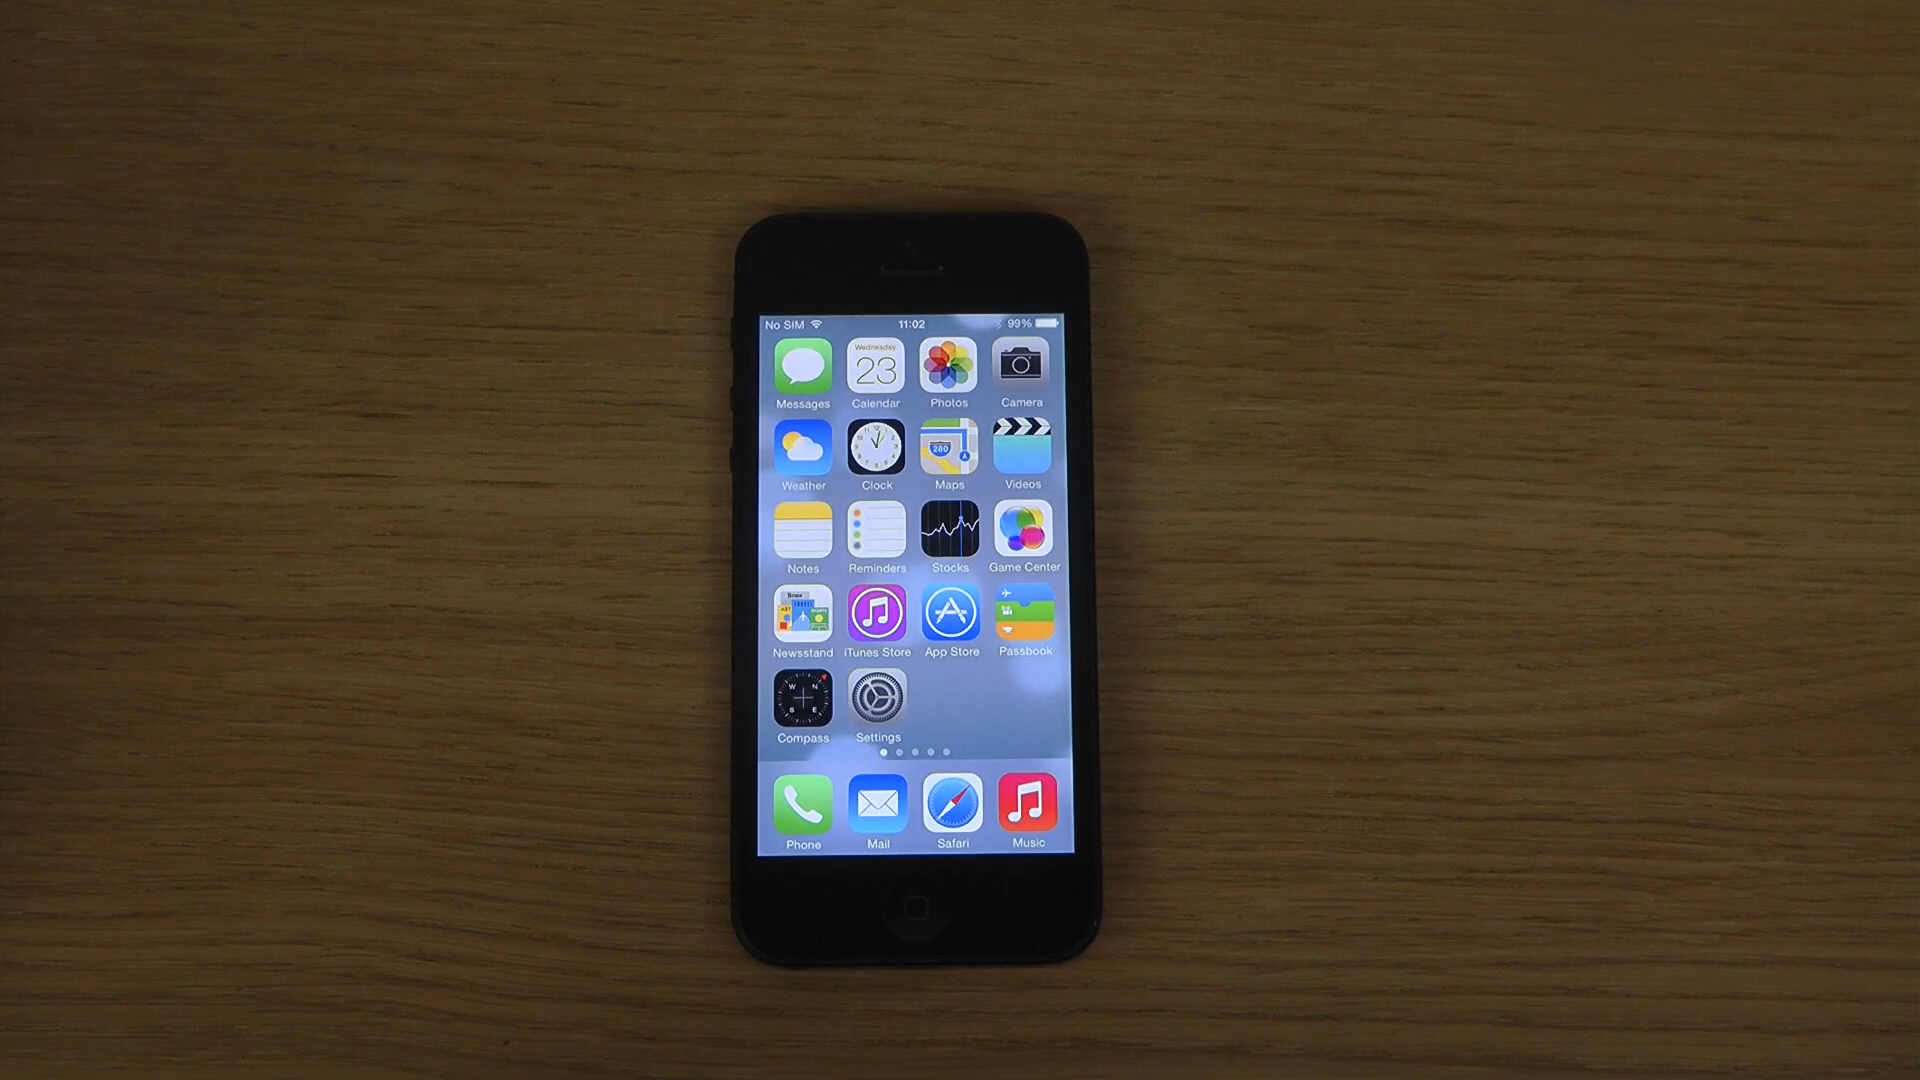 No SIM 11:02 99%
Wednesday
23
Messages Calendar Photos Camera
280
Weather Clock Maps Videos
Notes Reminders Stocks Game Center
Newsstand iTunes Store App Store Passbook
W N
S E
Compass Settings
Phone Mail Safari Music